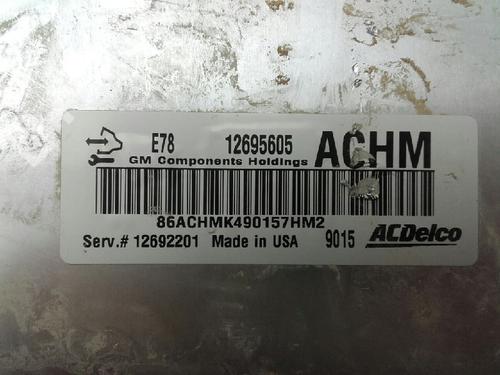 E78 12695605 ACHM
GM Components Holdings
86ACHMK490157HM2
Serv.# 12692201 Made in USA 9015 ACDelco